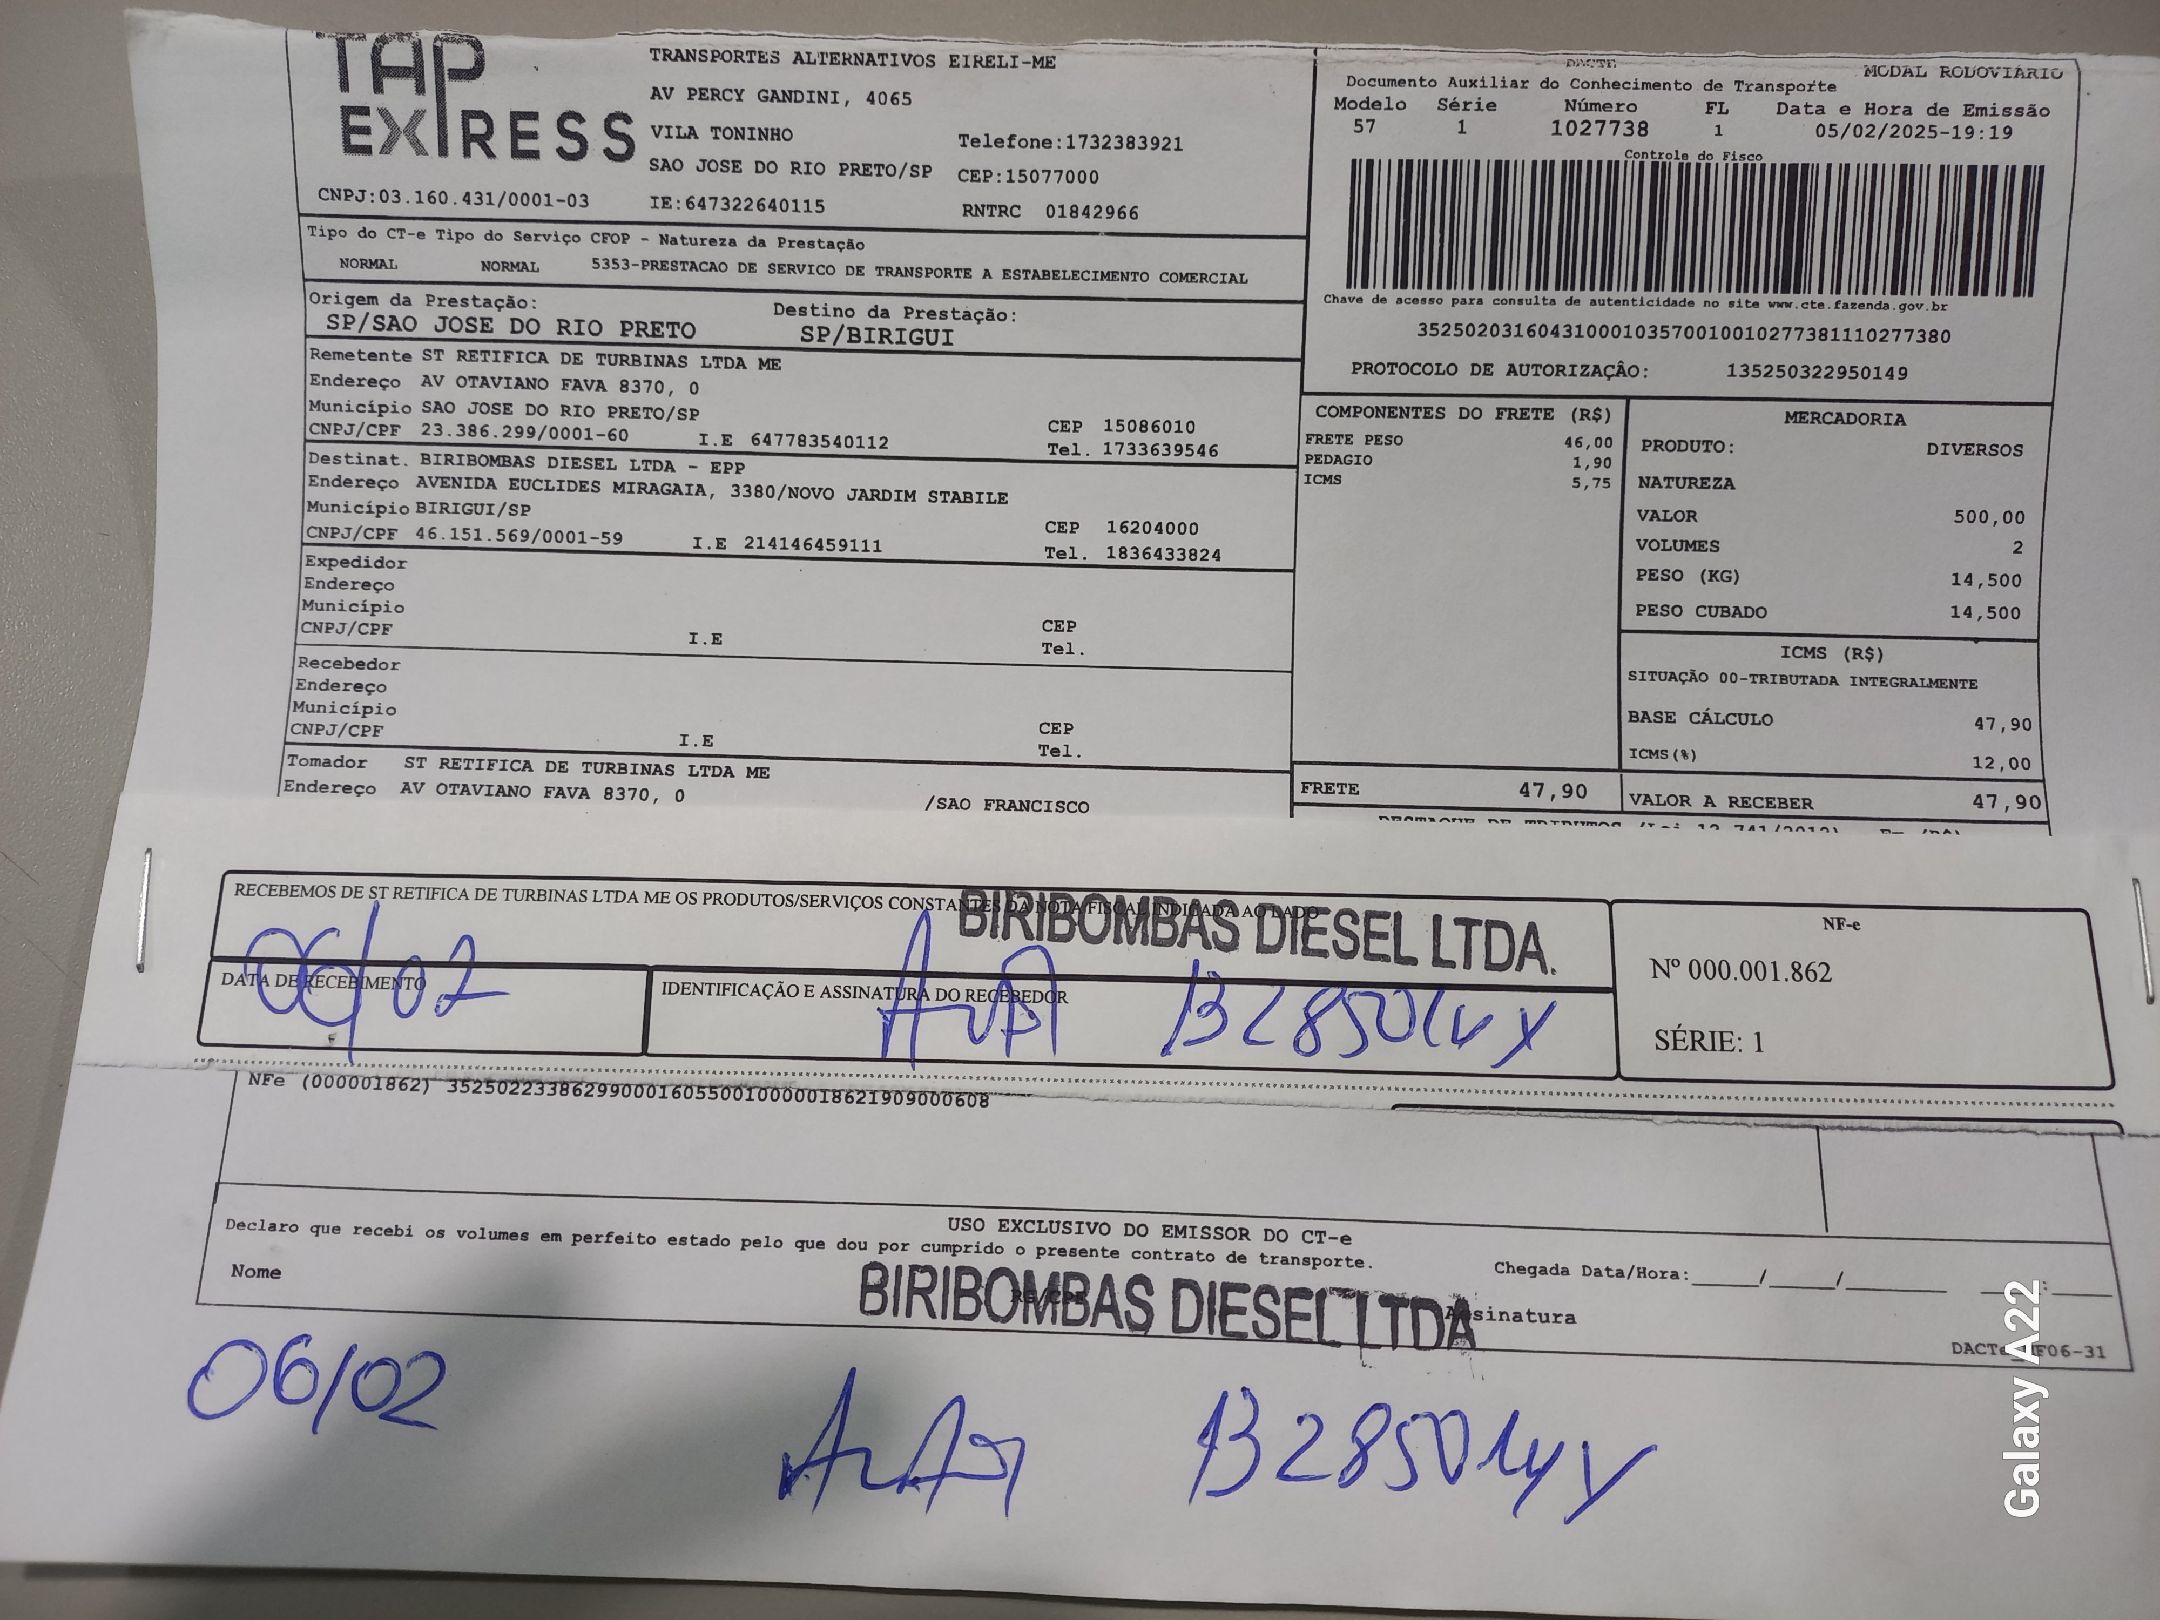 TAP EXPRESS
TRANSPORTES ALTERNATIVOS EIRELI-ME
AV PERCY GANDINI, 4065
VILA TONINHO Telefone:1732383921
SAO JOSE DO RIO PRETO/SP CEP:15077000
CNPJ:03.160.431/0001-03 IE:647322640115 RNTRC 01842966
DACTE MODAL RODOVIÁRIO
Documento Auxiliar do Conhecimento de Transporte
Modelo Série Número FL Data e Hora de Emissão
57 1 1027738 1 05/02/2025-19:19
Controle do Fisco
Chave de acesso para consulta de autenticidade no site www.cte.fazenda.gov.br
35250203160431000103570010010277381110277380
PROTOCOLO DE AUTORIZAÇÂO: 135250322950149
Tipo do CT-e Tipo do Serviço CFOP - Natureza da Prestação
NORMAL NORMAL 5353-PRESTACAO DE SERVICO DE TRANSPORTE A ESTABELECIMENTO COMERCIAL
Origem da Prestação: Destino da Prestação:
SP/SAO JOSE DO RIO PRETO SP/BIRIGUI
Remetente ST RETIFICA DE TURBINAS LTDA ME
Endereço AV OTAVIANO FAVA 8370, 0
Município SAO JOSE DO RIO PRETO/SP CEP 15086010
CNPJ/CPF 23.386.299/0001-60 I.E 647783540112 Tel. 1733639546
Destinat. BIRIBOMBAS DIESEL LTDA - EPP
Endereço AVENIDA EUCLIDES MIRAGAIA, 3380/NOVO JARDIM STABILE
Município BIRIGUI/SP CEP 16204000
CNPJ/CPF 46.151.569/0001-59 I.E 214146459111 Tel. 1836433824
Expedidor
Endereço
Município CEP
CNPJ/CPF I.E Tel.
Recebedor
Endereço
Município CEP
CNPJ/CPF I.E Tel.
Tomador ST RETIFICA DE TURBINAS LTDA ME
Endereço AV OTAVIANO FAVA 8370, 0 /SAO FRANCISCO
COMPONENTES DO FRETE (R$)
FRETE PESO 46,00
PEDAGIO 1,90
ICMS 5,75
FRETE 47,90
MERCADORIA
PRODUTO: DIVERSOS
NATUREZA
VALOR 500,00
VOLUMES 2
PESO (KG) 14,500
PESO CUBADO 14,500
ICMS (R$)
SITUAÇÃO 00-TRIBUTADA INTEGRALMENTE
BASE CÁLCULO 47,90
ICMS(%) 12,00
VALOR A RECEBER 47,90
DESTAQUE DE TRIBUTOS (Lei 12.741/2012)
RECEBEMOS DE ST RETIFICA DE TURBINAS LTDA ME OS PRODUTOS/SERVIÇOS CONSTANTES DA NOTA FISCAL INDICADA AO LADO
BIRIBOMBAS DIESEL LTDA.
DATA DE RECEBIMENTO
06/02
IDENTIFICAÇÃO E ASSINATURA DO RECEBEDOR
NF-e
Nº 000.001.862
SÉRIE: 1
NFe (000001862) 35250223386299000160550010000018621909000608
USO EXCLUSIVO DO EMISSOR DO CT-e
Declaro que recebi os volumes em perfeito estado pelo que dou por cumprido o presente contrato de transporte.
Chegada Data/Hora:_____/_____/________ ___:_____
Nome RG/CPF Assinatura
BIRIBOMBAS DIESEL LTDA
06/02
Galaxy A22